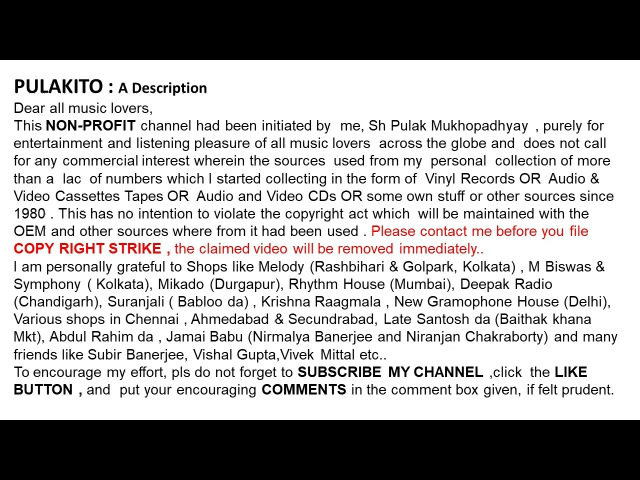 PULAKITO : A Description
Dear all music lovers,
This NON-PROFIT channel had been initiated by me, Sh Pulak Mukhopadhyay , purely for
entertainment and listening pleasure of all music lovers across the globe and does not call
for any commercial interest wherein the sources used from my personal collection of more
than a lac of numbers which I started collecting in the form of Vinyl Records OR Audio &
Video Cassettes Tapes OR Audio and Video CDs OR some own stuff or other sources since
1980 . This has no intention to violate the copyright act which will be maintained with the
OEM and other sources where from it had been used . Please contact me before you file
COPY RIGHT STRIKE , the claimed video will be removed immediately..
I am personally grateful to Shops like Melody (Rashbihari & Golpark, Kolkata) , M Biswas &
Symphony ( Kolkata), Mikado (Durgapur), Rhythm House (Mumbai), Deepak Radio
(Chandigarh), Suranjali ( Babloo da) , Krishna Raagmala , New Gramophone House (Delhi),
Various shops in Chennai , Ahmedabad & Secundrabad, Late Santosh da (Baithak khana
Mkt), Abdul Rahim da , Jamai Babu (Nirmalya Banerjee and Niranjan Chakraborty) and many
friends like Subir Banerjee, Vishal Gupta,Vivek Mittal etc..
To encourage my effort, pls do not forget to SUBSCRIBE MY CHANNEL ,click the LIKE
BUTTON , and put your encouraging COMMENTS in the comment box given, if felt prudent.